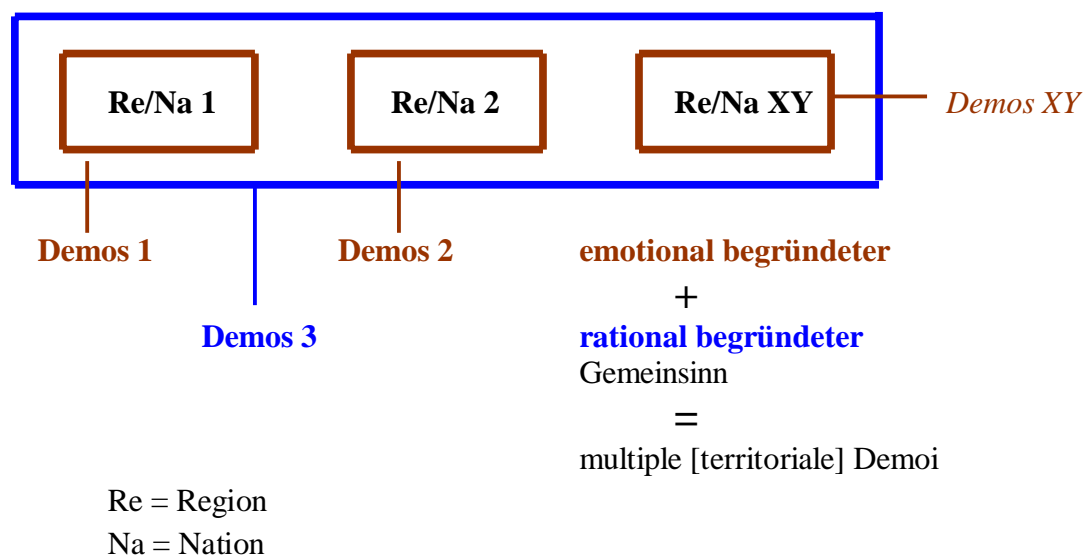 Re/Na 1 Re/Na 2 Re/Na XY Demos XY
Demos 1 Demos 2 emotional begründeter
+
Demos 3 rational begründeter
Gemeinsinn
=
multiple [territoriale] Demoi
Re = Region
Na = Nation